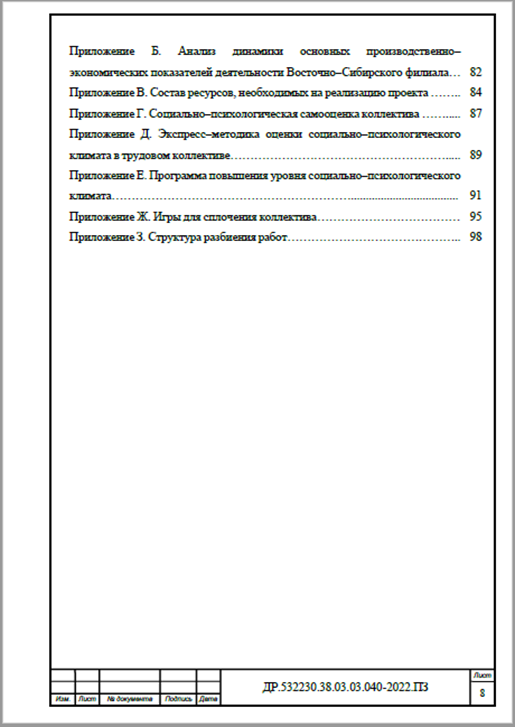 Приложение Б. Анализ динамики основных производственно–
экономических показателей деятельности Восточно–Сибирского филиала… 82
Приложение В. Состав ресурсов, необходимых на реализацию проекта …….. 84
Приложение Г. Социально–психологическая самооценка коллектива ………. 87
Приложение Д. Экспресс–методика оценки социально–психологического
климата в трудовом коллективе……………………………………………….... 89
Приложение Е. Программа повышения уровня социально–психологического
климата…………………………………………………………………………… 91
Приложение Ж. Игры для сплочения коллектива……………………………… 95
Приложение З. Структура разбиения работ…………………………………….. 98
Изм. Лист № документа Подпись Дата
ДР.532230.38.03.03.040-2022.ПЗ
Лист
8